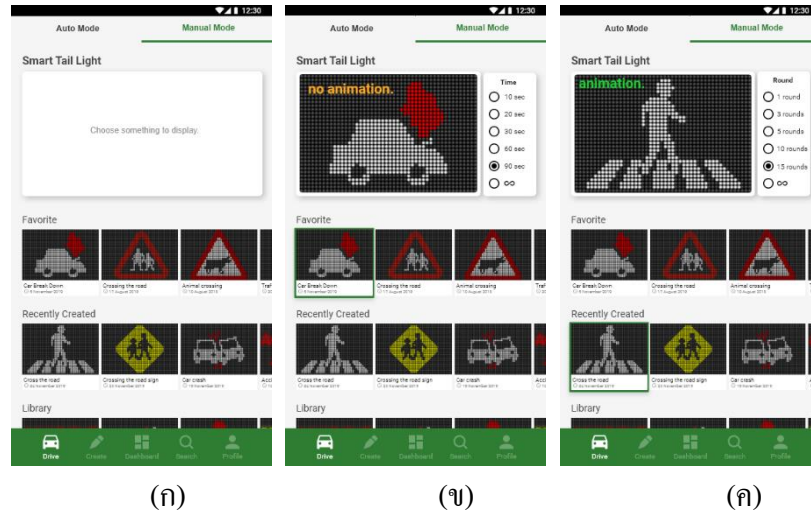 12:30
Auto Mode Manual Mode
Smart Tail Light
Choose something to display.
Favorite
Car Break Down Crossing the road Animal crossing
17 August 2019
Recently Created
Cross the road Crossing the road sign Car crash
Library
Drive Create Dashboard Search Profile
(ก)
12:30
Auto Mode Manual Mode
Smart Tail Light
no animation.
Time
10 sec
20 sec
30 sec
60 sec
90 sec
∞
Favorite
Car Break Down Crossing the road Animal crossing
Recently Created
Cross the road Crossing the road sign Car crash
Library
Drive Create Dashboard Search Profile
(ข)
12:30
Auto Mode Manual Mode
Smart Tail Light
animation.
Round
1 round
3 rounds
5 rounds
10 rounds
15 rounds
∞
Favorite
Car Break Down Crossing the road Animal crossing
Recently Created
Cross the road Crossing the road sign Car crash
Library
Drive Create Dashboard Search Profile
(ค)